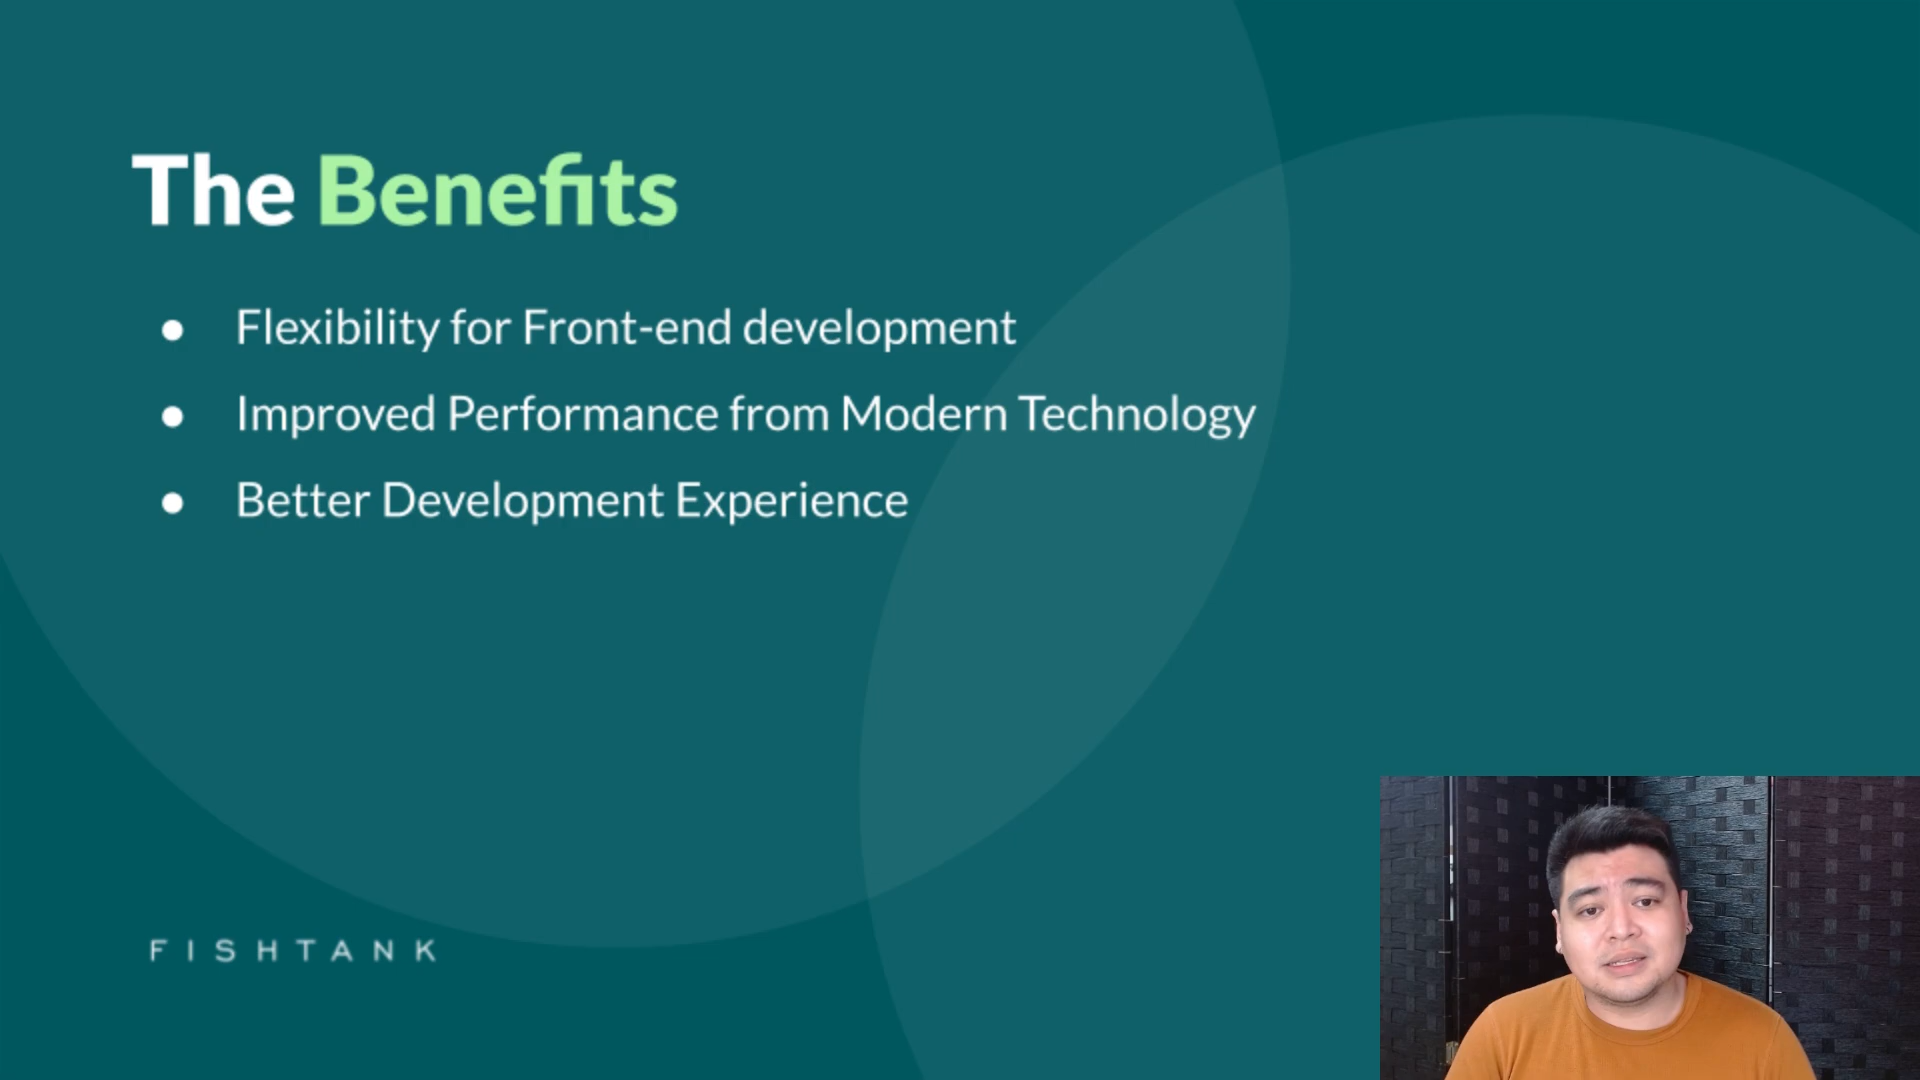 The Benefits
● Flexibility for Front-end development
● Improved Performance from Modern Technology
● Better Development Experience
FISHTANK